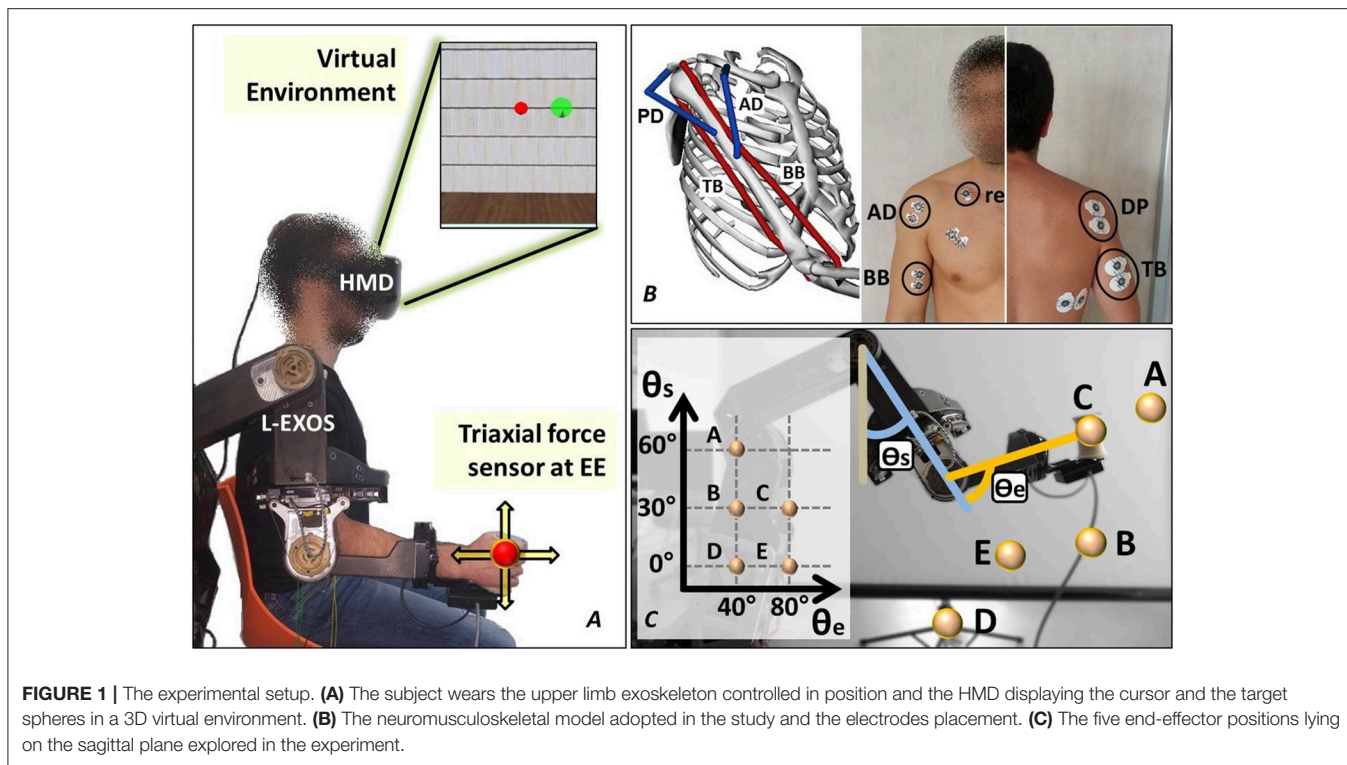 Virtual
Environment
HMD
L-EXOS
Triaxial force
sensor at EE
A
PD
AD
TB
BB
B
AD
re
BB
DP
TB
θs
60°
30°
0°
A
B
C
D
E
40°
80°
θe
C
θs
θe
A
C
E
B
D
FIGURE 1 | The experimental setup. (A) The subject wears the upper limb exoskeleton controlled in position and the HMD displaying the cursor and the target
spheres in a 3D virtual environment. (B) The neuromusculoskeletal model adopted in the study and the electrodes placement. (C) The five end-effector positions lying
on the sagittal plane explored in the experiment.